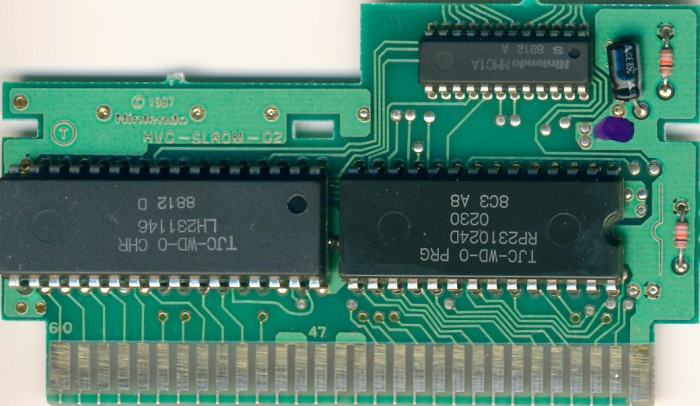 Nintendo MMC1A
S 8812 A
© 1987
Nintendo
HVC-SLROM-02
T
TJC-WD-0 CHR
LH231146
8812 D
TJC-WD-0 PRG
RP231024D
0230
8C3 A8
60
47